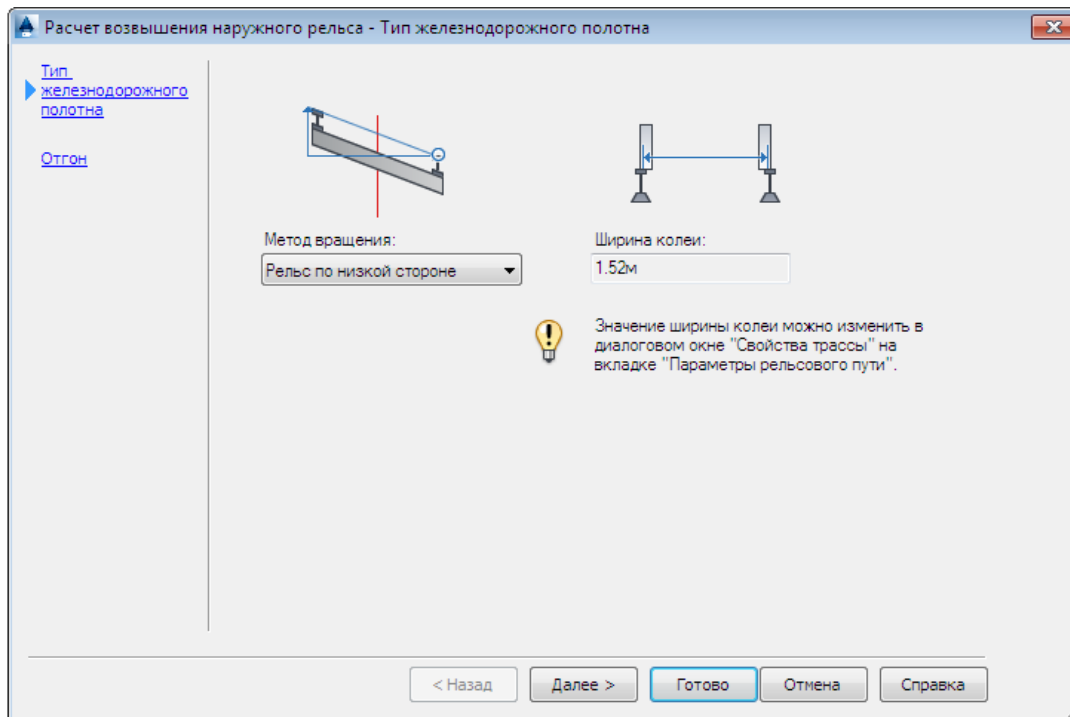 Расчет возвышения наружного рельса - Тип железнодорожного полотна
Тип
железнодорожного
полотна
Отгон
Метод вращения:
Рельс по низкой стороне
Ширина колеи:
1.52м
Значение ширины колеи можно изменить в
диалоговом окне "Свойства трассы" на
вкладке "Параметры рельсового пути".
< Назад
Далее >
Готово
Отмена
Справка